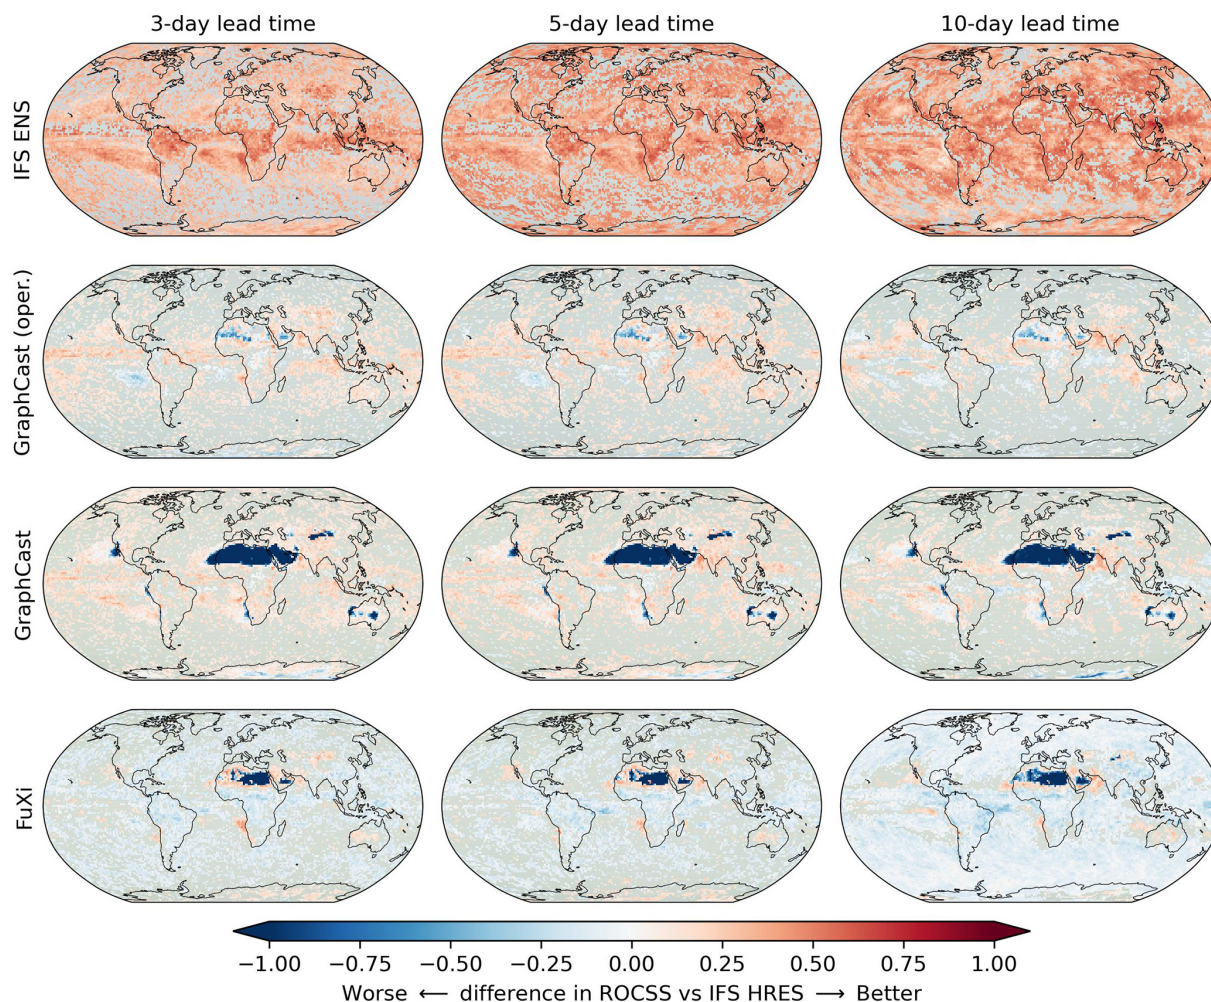 3-day lead time
5-day lead time
10-day lead time
IFS ENS
GraphCast (oper.)
GraphCast
FuXi
−1.00 −0.75 −0.50 −0.25 0.00 0.25 0.50 0.75 1.00
Worse ⟵ difference in ROCSS vs IFS HRES ⟶ Better